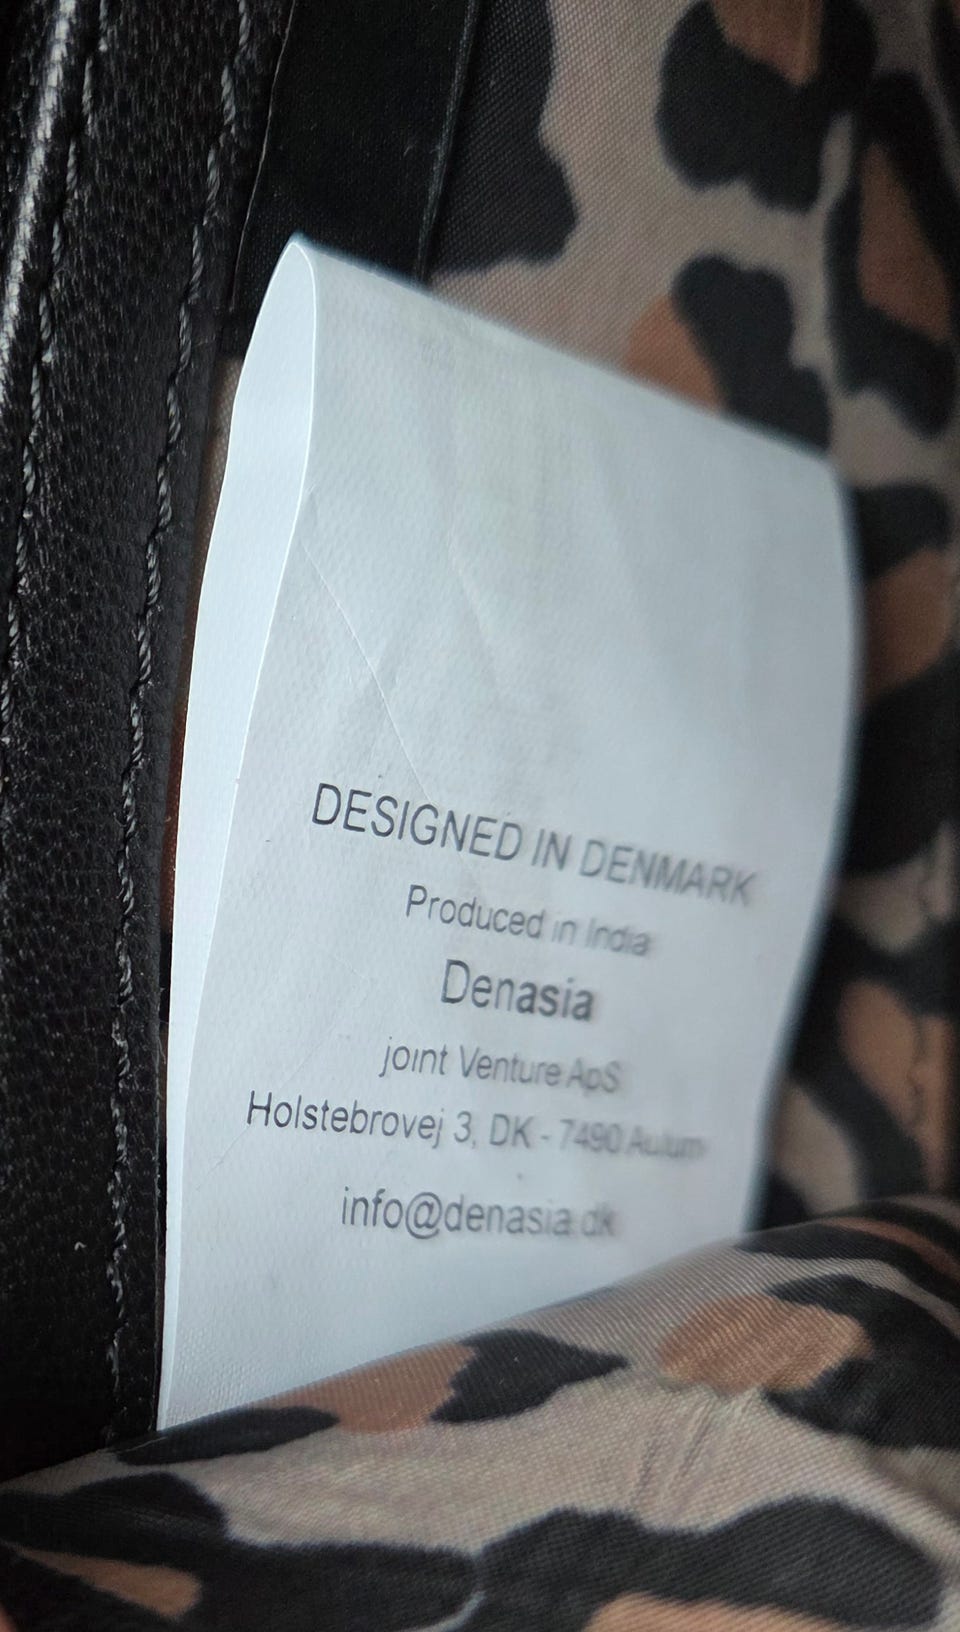 DESIGNED IN DENMARK
Produced in India
Denasia
joint Venture ApS
Holstebrovej 3, DK - 7490 Aulum
info@denasia.dk